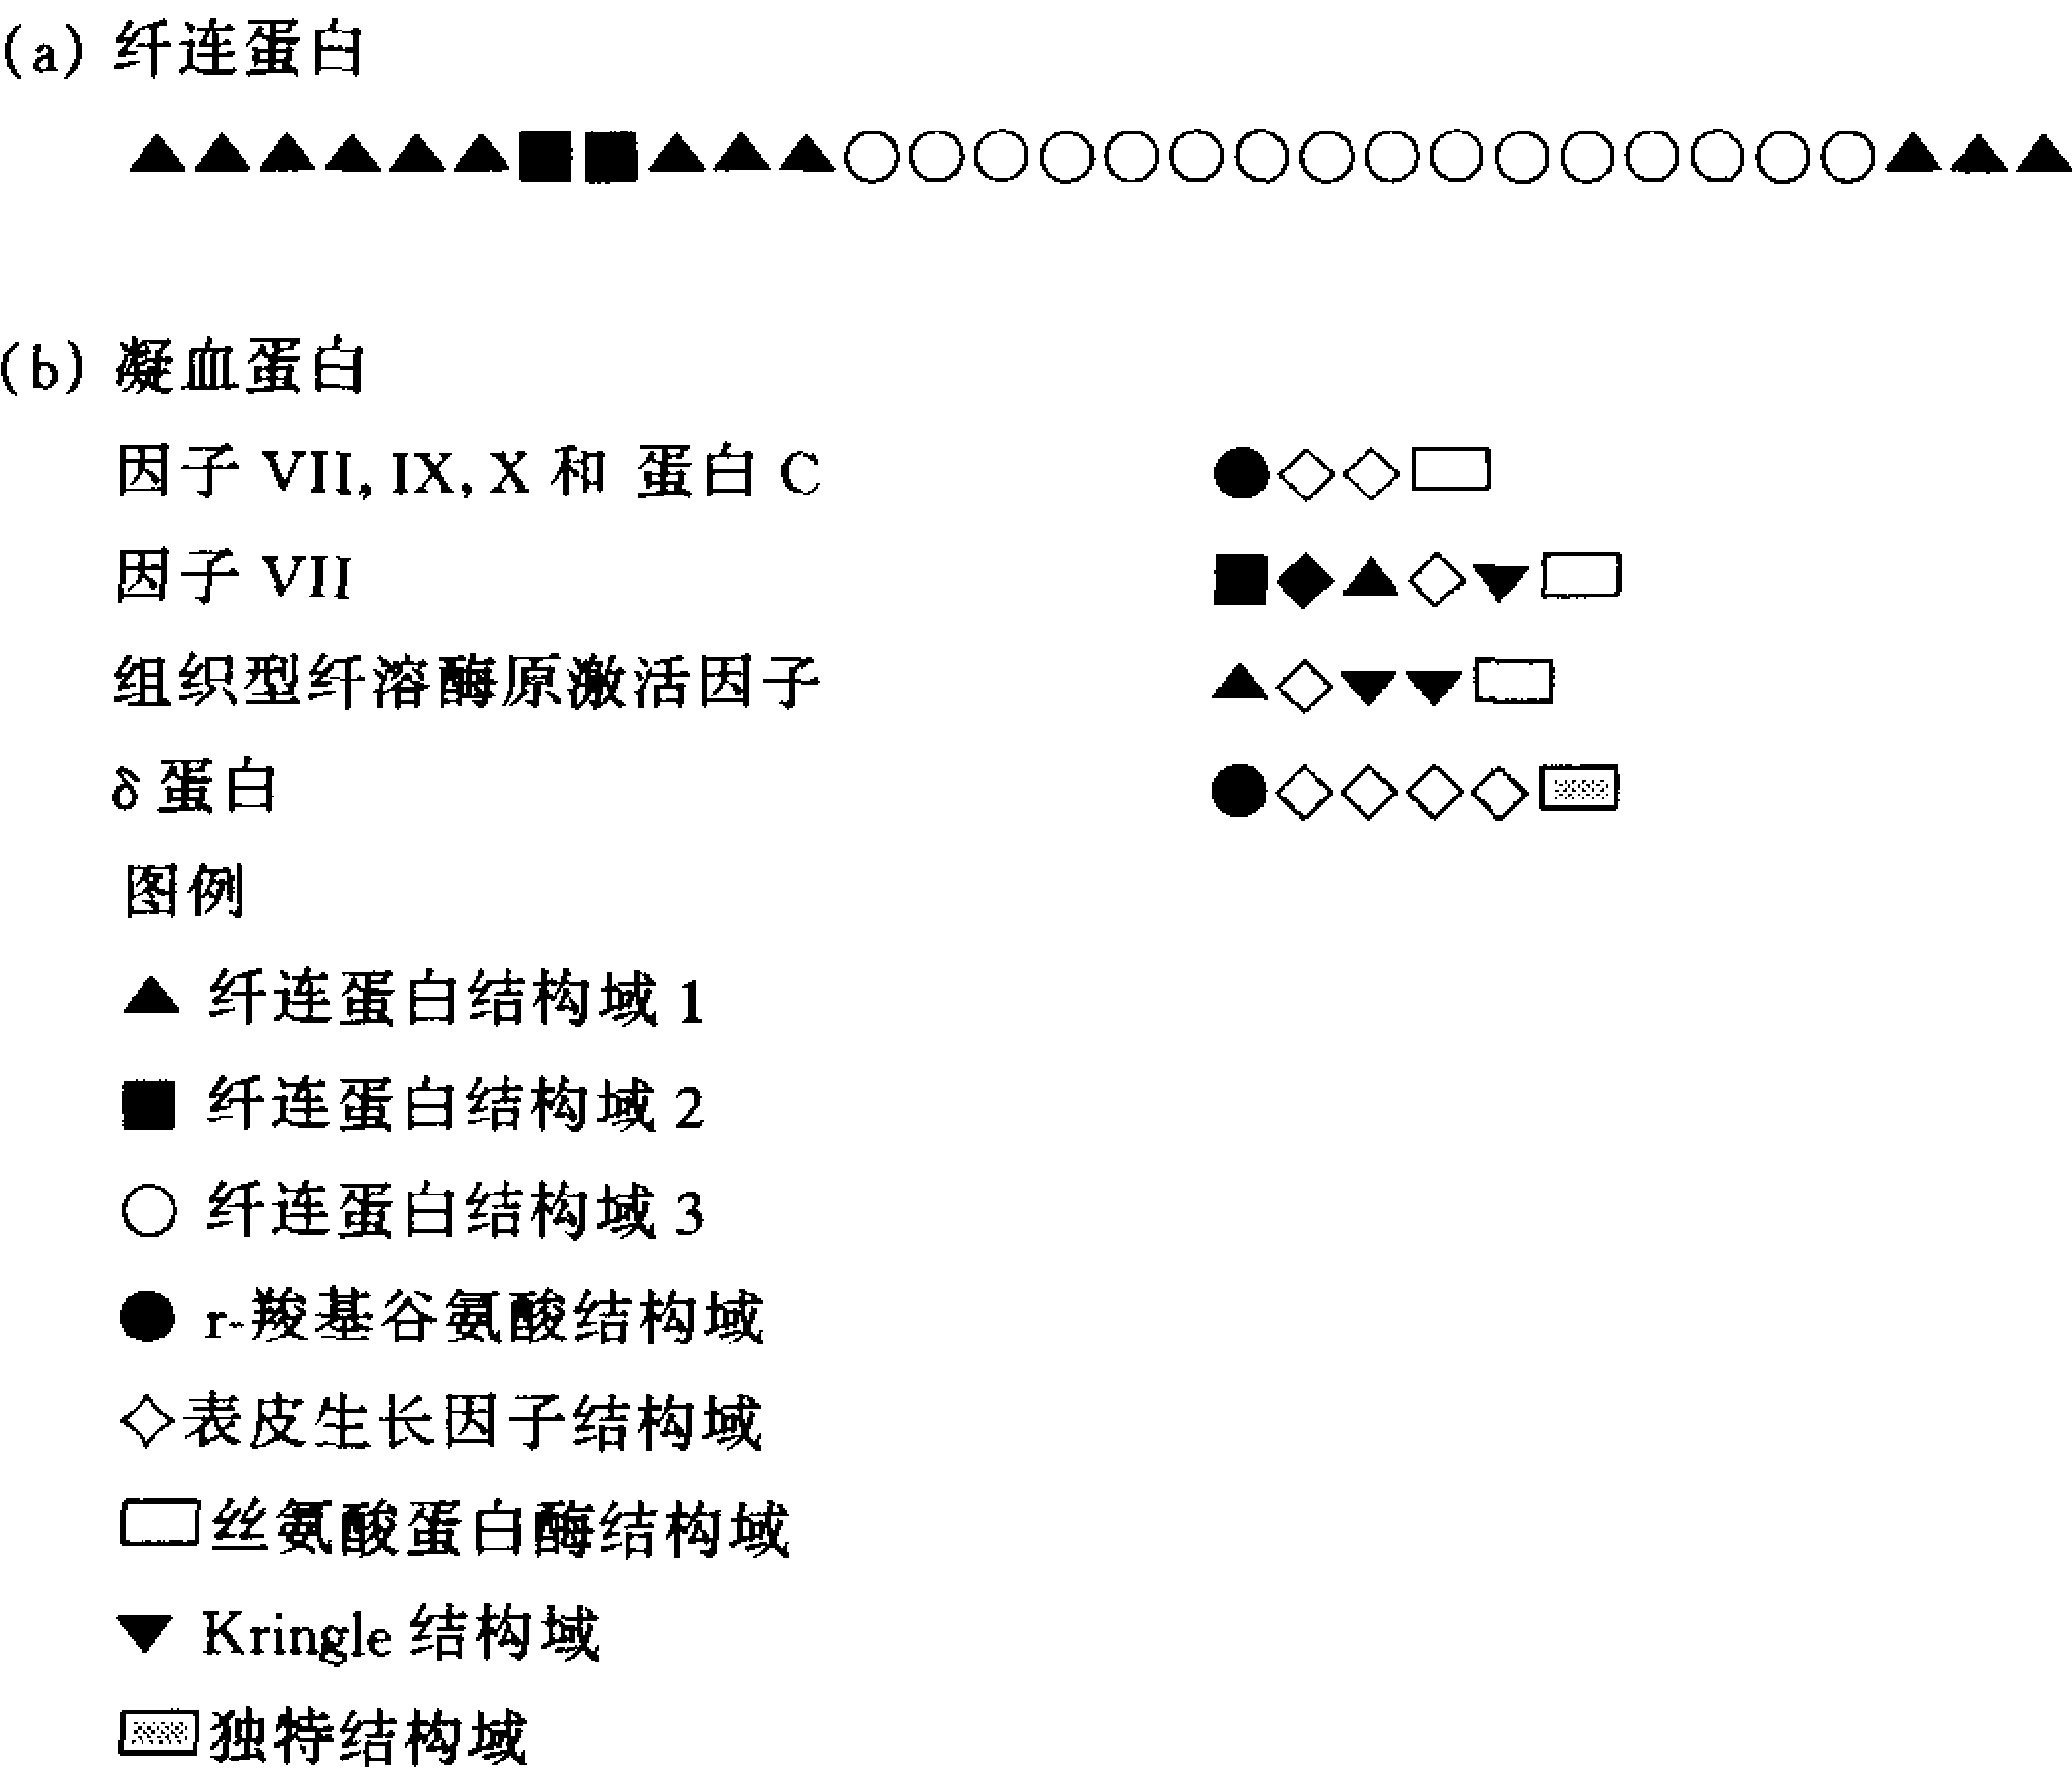 (a) 纤连蛋白
(b) 凝血蛋白
因子 VII, IX, X 和 蛋白 C
因子 VII
组织型纤溶酶原激活因子
δ 蛋白
图例
纤连蛋白结构域 1
纤连蛋白结构域 2
纤连蛋白结构域 3
r-羧基谷氨酸结构域
表皮生长因子结构域
丝氨酸蛋白酶结构域
Kringle 结构域
独特结构域